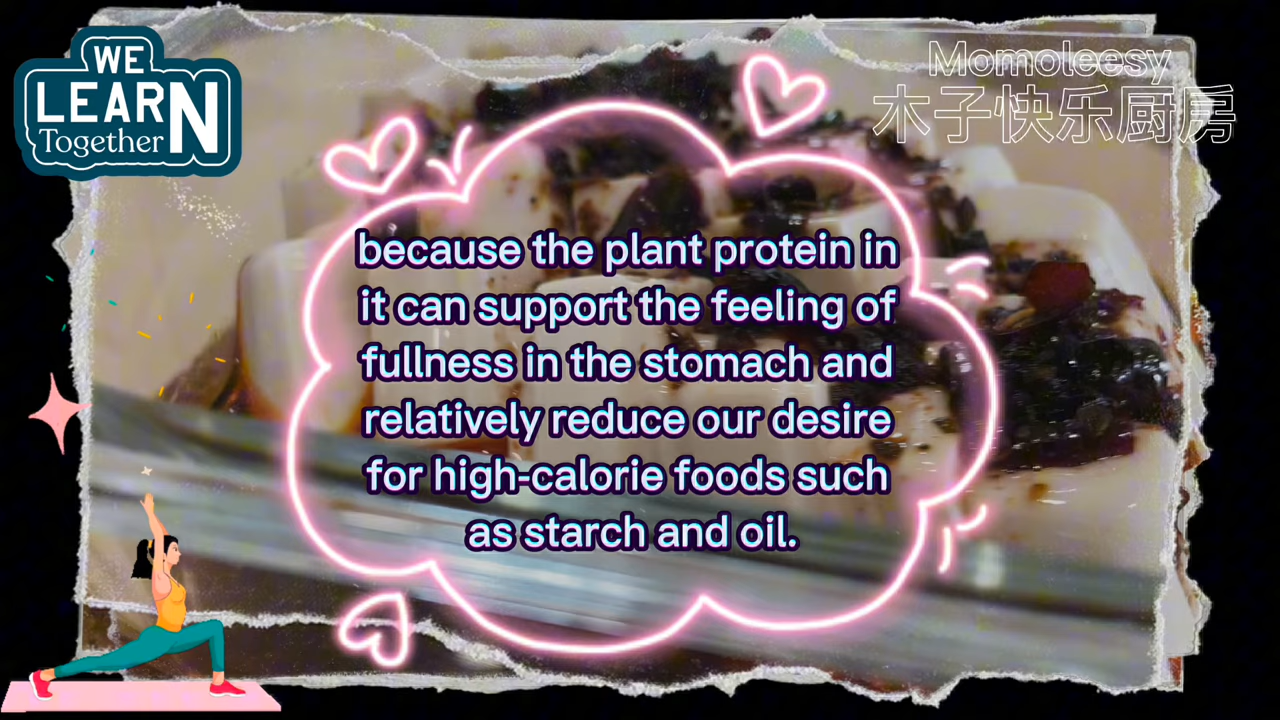 WE
LEARN
Together
Momoleesy
木子快乐厨房
because the plant protein in
it can support the feeling of
fullness in the stomach and
relatively reduce our desire
for high-calorie foods such
as starch and oil.